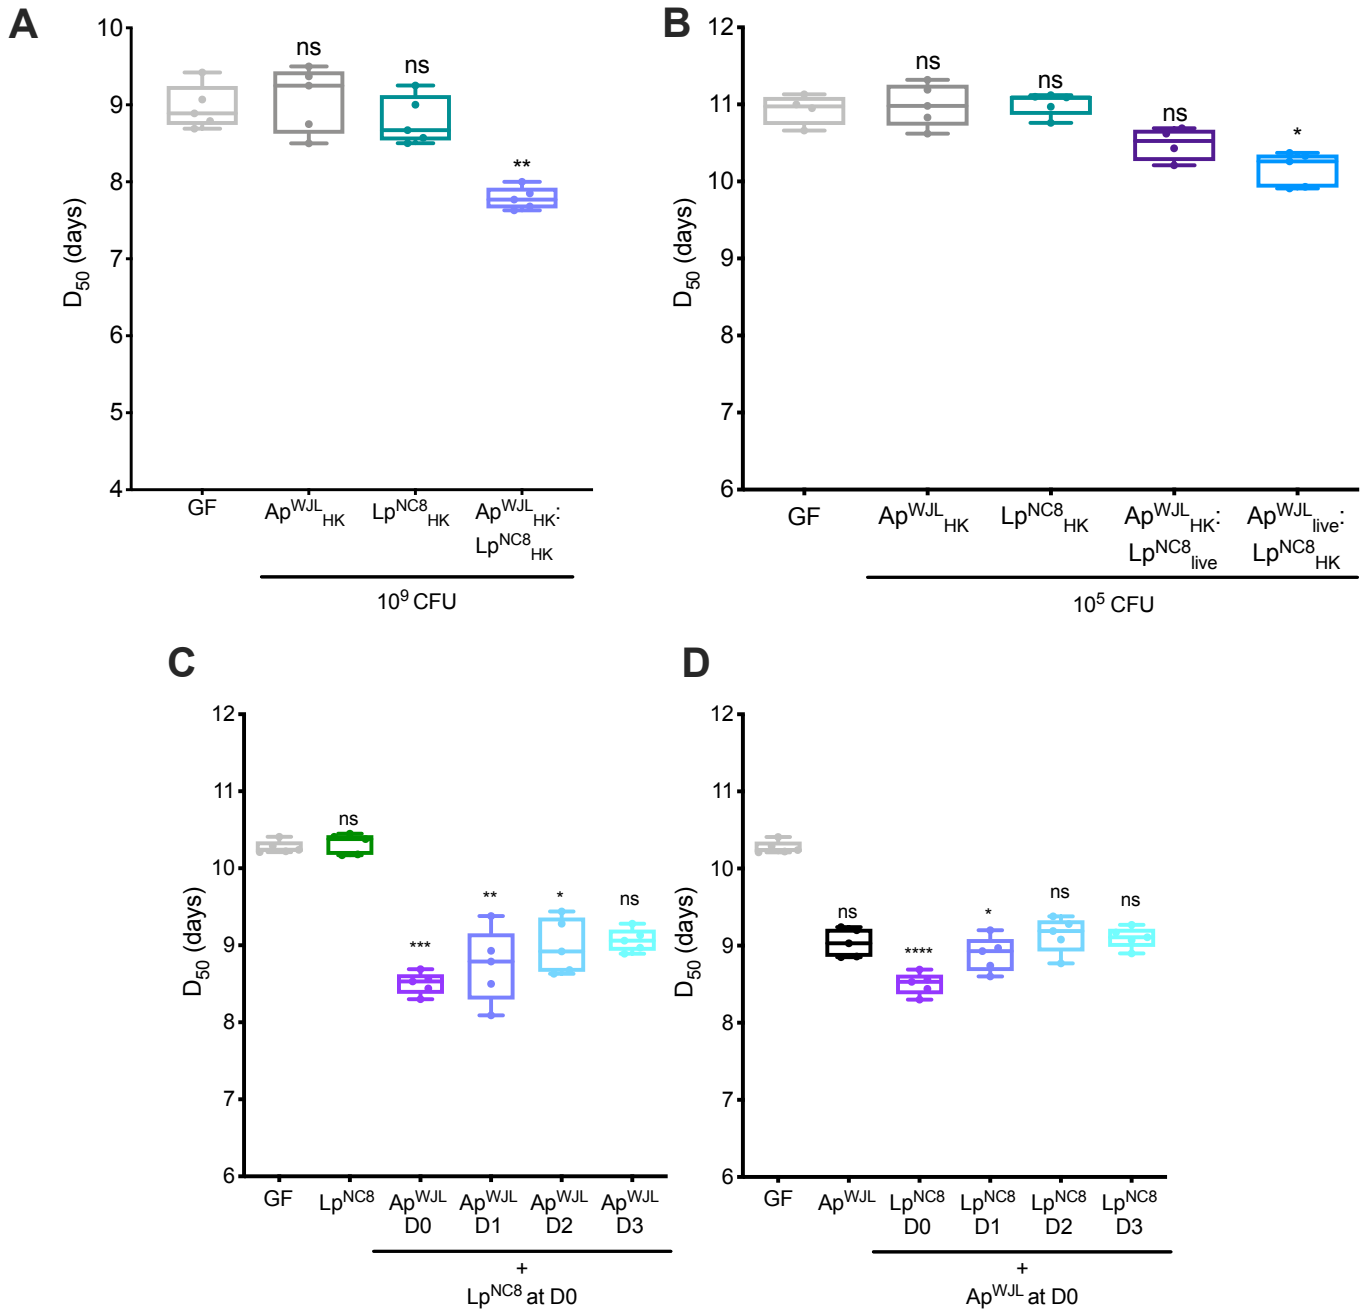 A
10
9
8
7
6
5
4
D50 (days)
ns
ns
**
GF
ApWJLHK
LpNC8HK
ApWJLHK:
LpNC8HK
10^9 CFU
B
12
11
10
9
8
7
6
D50 (days)
ns
ns
ns
*
GF
ApWJLHK
LpNC8HK
ApWJLHK:
LpNC8live
ApWJLlive:
LpNC8HK
10^5 CFU
C
12
11
10
9
8
7
6
D50 (days)
ns
***
**
*
ns
GF
LpNC8
ApWJL
D0
ApWJL
D1
ApWJL
D2
ApWJL
D3
+
LpNC8 at D0
D
12
11
10
9
8
7
6
D50 (days)
ns
****
*
ns
ns
GF
ApWJL
LpNC8
D0
LpNC8
D1
LpNC8
D2
LpNC8
D3
+
ApWJL at D0